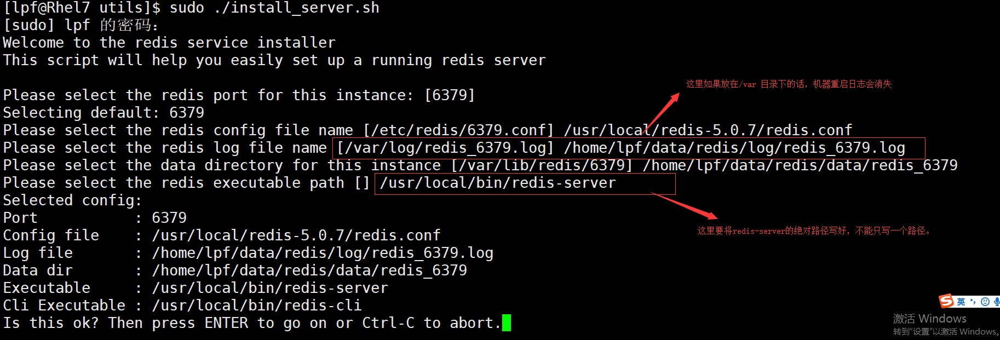 [lpf@Rhel7 utils]$ sudo ./install_server.sh
[sudo] lpf 的密码：
Welcome to the redis service installer
This script will help you easily set up a running redis server
这里如果放在/var 目录下的话，机器重启日志会消失
Please select the redis port for this instance: [6379]
Selecting default: 6379
Please select the redis config file name [/etc/redis/6379.conf] /usr/local/redis-5.0.7/redis.conf
Please select the redis log file name [/var/log/redis_6379.log] /home/lpf/data/redis/log/redis_6379.log
Please select the data directory for this instance [/var/lib/redis/6379] /home/lpf/data/redis/data/redis_6379
Please select the redis executable path [] /usr/local/bin/redis-server
Selected config:
Port : 6379
这里要将redis-server的绝对路径写好，不能只写一个路径。
Config file : /usr/local/redis-5.0.7/redis.conf
Log file : /home/lpf/data/redis/log/redis_6379.log
Data dir : /home/lpf/data/redis/data/redis_6379
Executable : /usr/local/bin/redis-server
Cli Executable : /usr/local/bin/redis-cli
Is this ok? Then press ENTER to go on or Ctrl-C to abort.
英
激活 Windows
转到“设置”以激活 Windows。